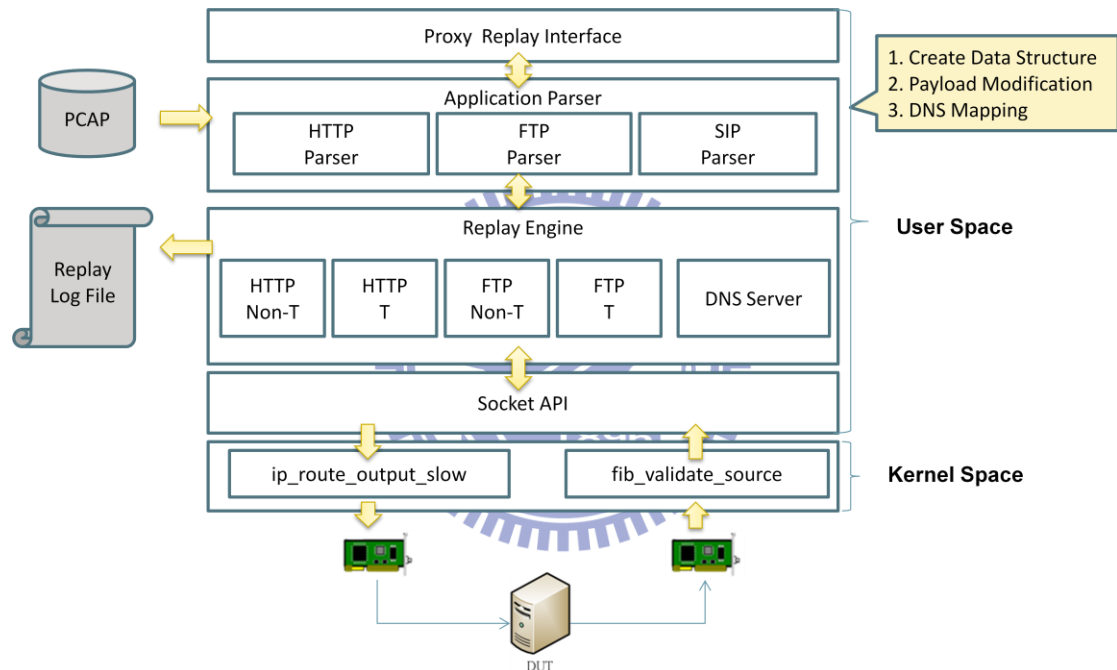 Proxy Replay Interface
1. Create Data Structure
2. Payload Modification
3. DNS Mapping
PCAP
Application Parser
HTTP
Parser
FTP
Parser
SIP
Parser
User Space
Replay Engine
Replay
Log File
HTTP
Non-T
HTTP
T
FTP
Non-T
FTP
T
DNS Server
Socket API
ip_route_output_slow
fib_validate_source
Kernel Space
DUT